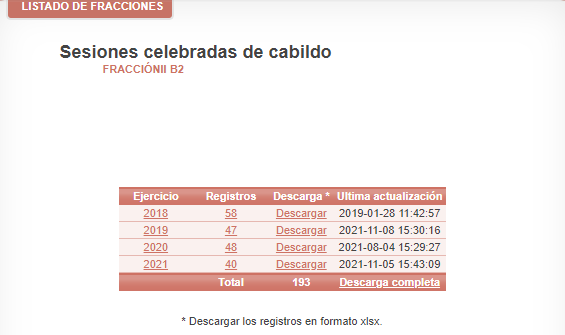 LISTADO DE FRACCIONES
Sesiones celebradas de cabildo
FRACCIÓNII B2
Ejercicio Registros Descarga * Ultima actualización
2018 58 Descargar 2019-01-28 11:42:57
2019 47 Descargar 2021-11-08 15:30:16
2020 48 Descargar 2021-08-04 15:29:27
2021 40 Descargar 2021-11-05 15:43:09
Total 193 Descarga completa
* Descargar los registros en formato xlsx.